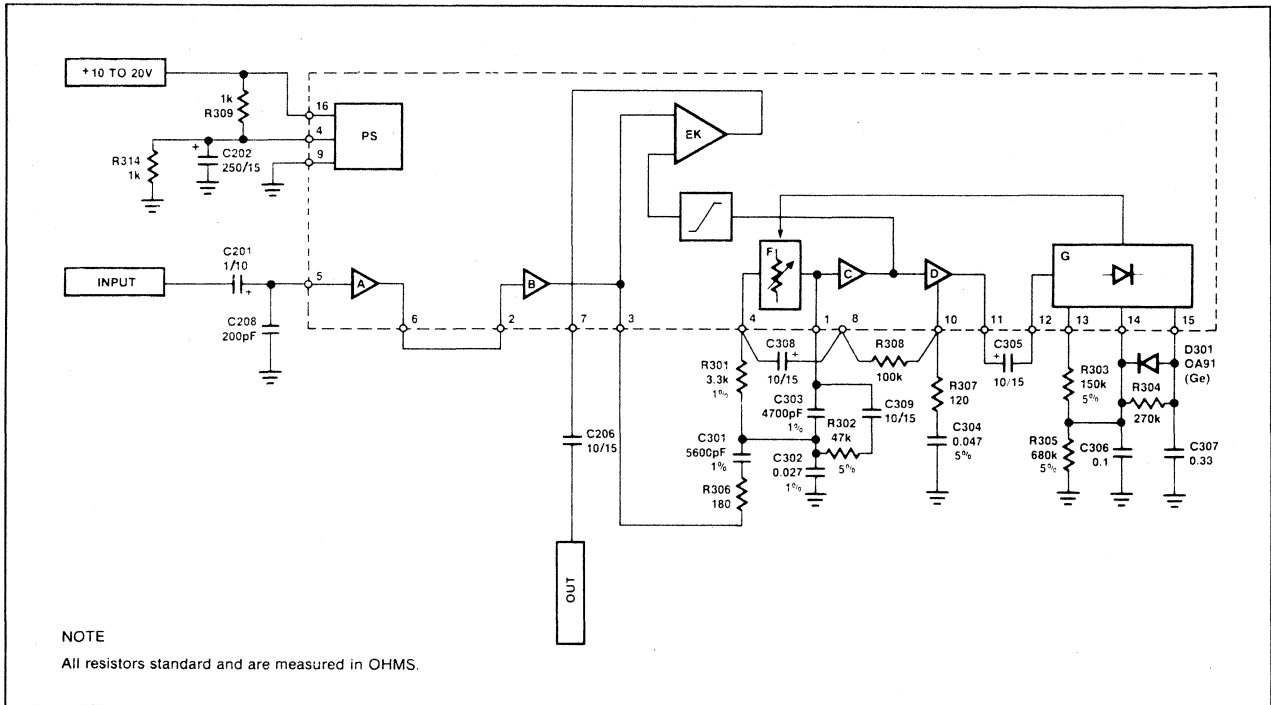 +10 TO 20V
1k
R309
16
4
9
PS
R314
1k
+
C202
250/15
EK
C201
1/10
+
INPUT
5
A
B
F
C
D
G
C208
200pF
6
2
7
3
4
1
8
10
11
12
13
14
15
C308
+
10/15
R308
100k
C305
+
10/15
D301
OA91
(Ge)
R301
3.3k
1%
R303
150k
5%
R304
270k
C303
4700pF
1%
C309
10/15
R302
47k
5%
R307
120
C206
10/15
C301
5600pF
1%
C302
0.027
1%
C304
0.047
5%
R305
680k
5%
C306
0.1
C307
0.33
R306
180
OUT
NOTE
All resistors standard and are measured in OHMS.